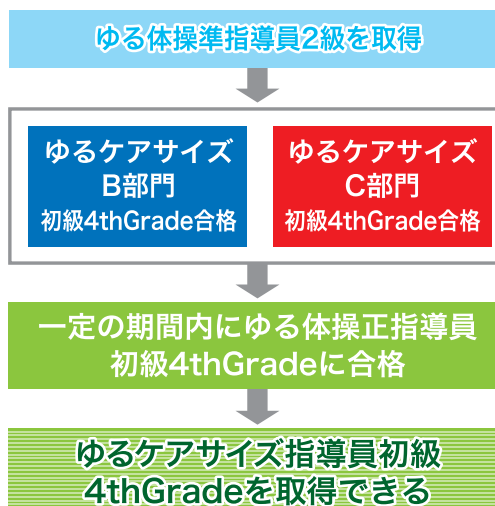 ゆる体操準指導員2級を取得
ゆるケアサイズ
B部門
初級4thGrade合格
ゆるケアサイズ
C部門
初級4thGrade合格
一定の期間内にゆる体操正指導員
初級4thGradeに合格
ゆるケアサイズ指導員初級
4thGradeを取得できる